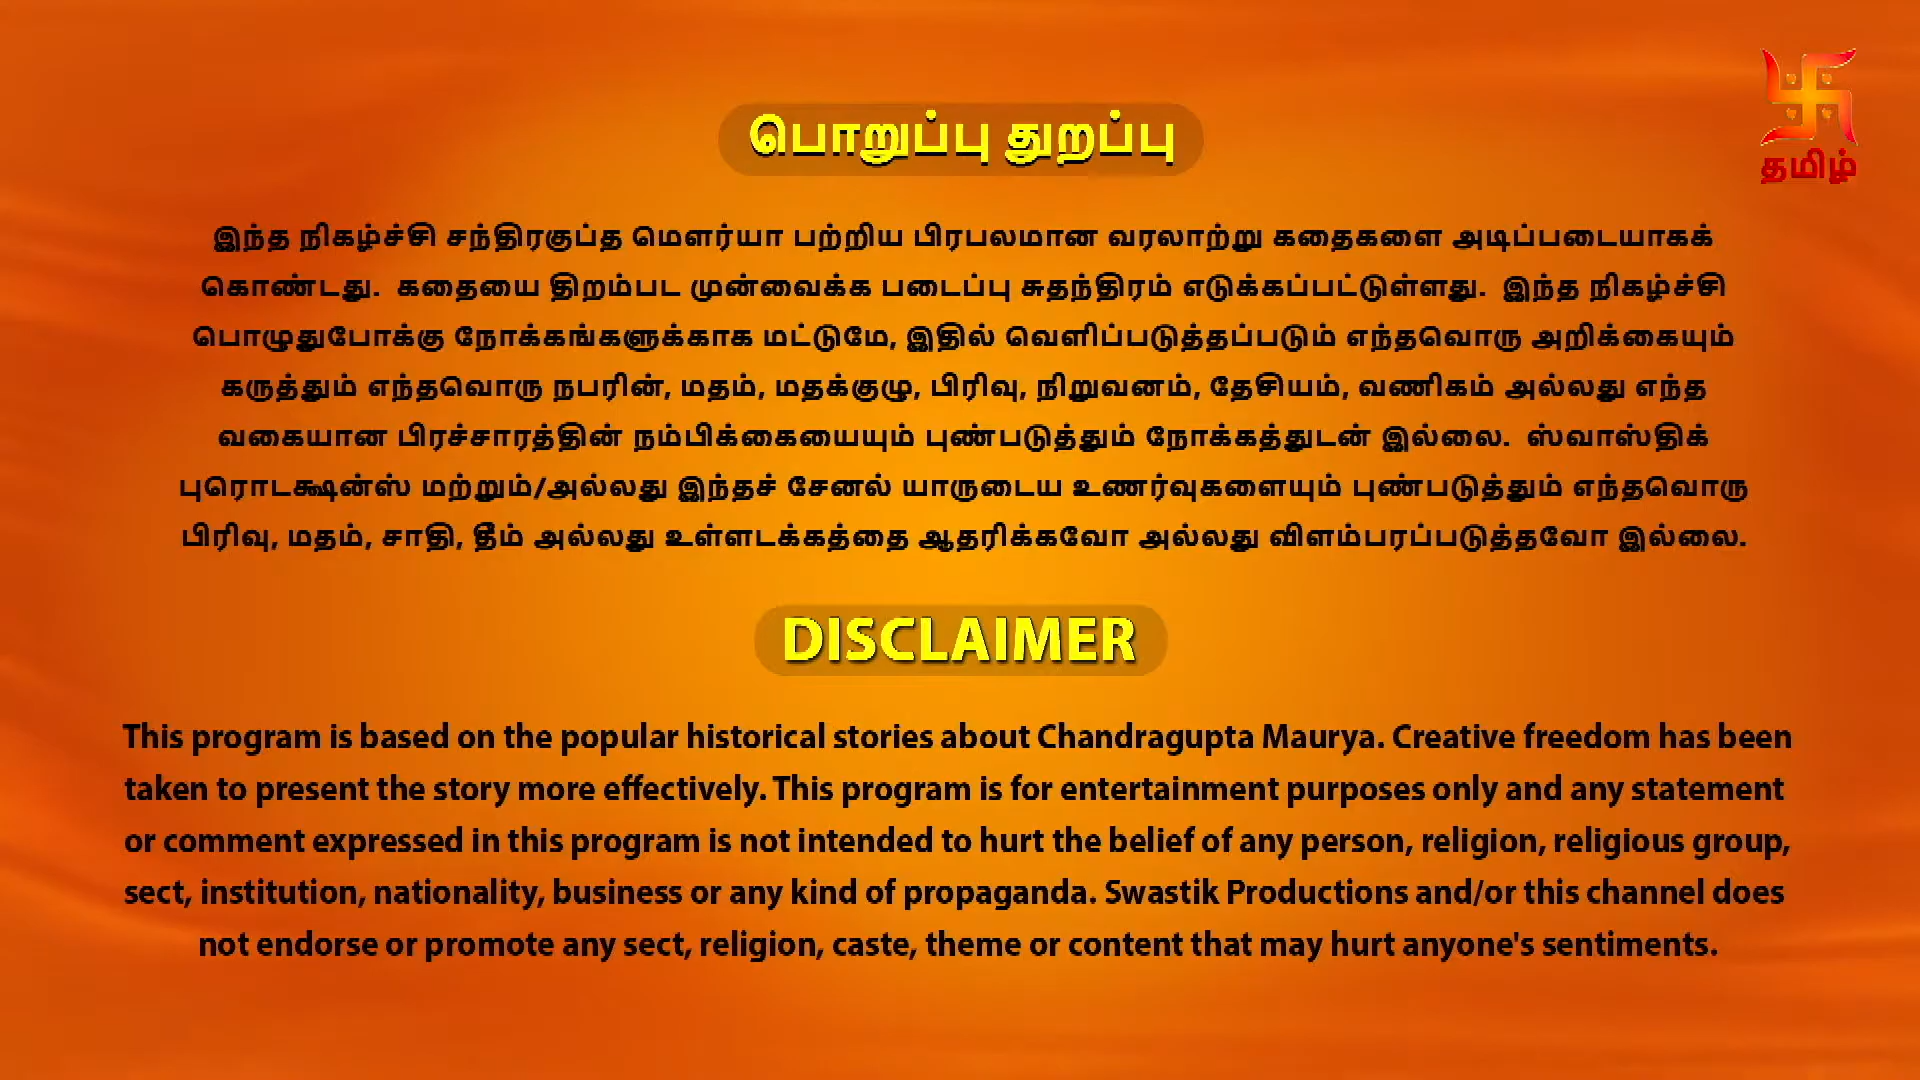 தமிழ்
பொறுப்பு துறப்பு
இந்த நிகழ்ச்சி சந்திரகுப்த மௌர்யா பற்றிய பிரபலமான வரலாற்று கதைகளை அடிப்படையாகக்
கொண்டது. கதையை திறம்பட முன்வைக்க படைப்பு சுதந்திரம் எடுக்கப்பட்டுள்ளது. இந்த நிகழ்ச்சி
பொழுதுபோக்கு நோக்கங்களுக்காக மட்டுமே, இதில் வெளிப்படுத்தப்படும் எந்தவொரு அறிக்கையும்
கருத்தும் எந்தவொரு நபரின், மதம், மதக்குழு, பிரிவு, நிறுவனம், தேசியம், வணிகம் அல்லது எந்த
வகையான பிரச்சாரத்தின் நம்பிக்கையையும் புண்படுத்தும் நோக்கத்துடன் இல்லை. ஸ்வாஸ்திக்
புரொடக்ஷன்ஸ் மற்றும்/அல்லது இந்தச் சேனல் யாருடைய உணர்வுகளையும் புண்படுத்தும் எந்தவொரு
பிரிவு, மதம், சாதி, தீம் அல்லது உள்ளடக்கத்தை ஆதரிக்கவோ அல்லது விளம்பரப்படுத்தவோ இல்லை.
DISCLAIMER
This program is based on the popular historical stories about Chandragupta Maurya. Creative freedom has been
taken to present the story more effectively. This program is for entertainment purposes only and any statement
or comment expressed in this program is not intended to hurt the belief of any person, religion, religious group,
sect, institution, nationality, business or any kind of propaganda. Swastik Productions and/or this channel does
not endorse or promote any sect, religion, caste, theme or content that may hurt anyone's sentiments.